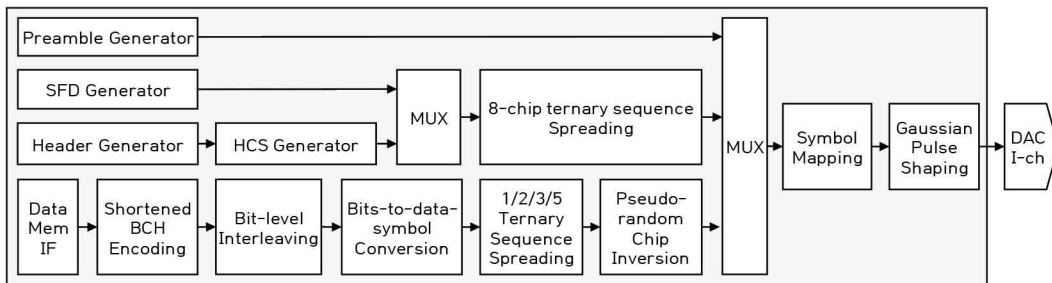 Preamble Generator
SFD Generator
Header Generator
HCS Generator
MUX
8-chip ternary sequence
Spreading
Data
Mem
IF
Shortened
BCH
Encoding
Bit-level
Interleaving
Bits-to-data-
symbol
Conversion
1/2/3/5
Ternary
Sequence
Spreading
Pseudo-
random
Chip
Inversion
MUX
Symbol
Mapping
Gaussian
Pulse
Shaping
DAC
I-ch